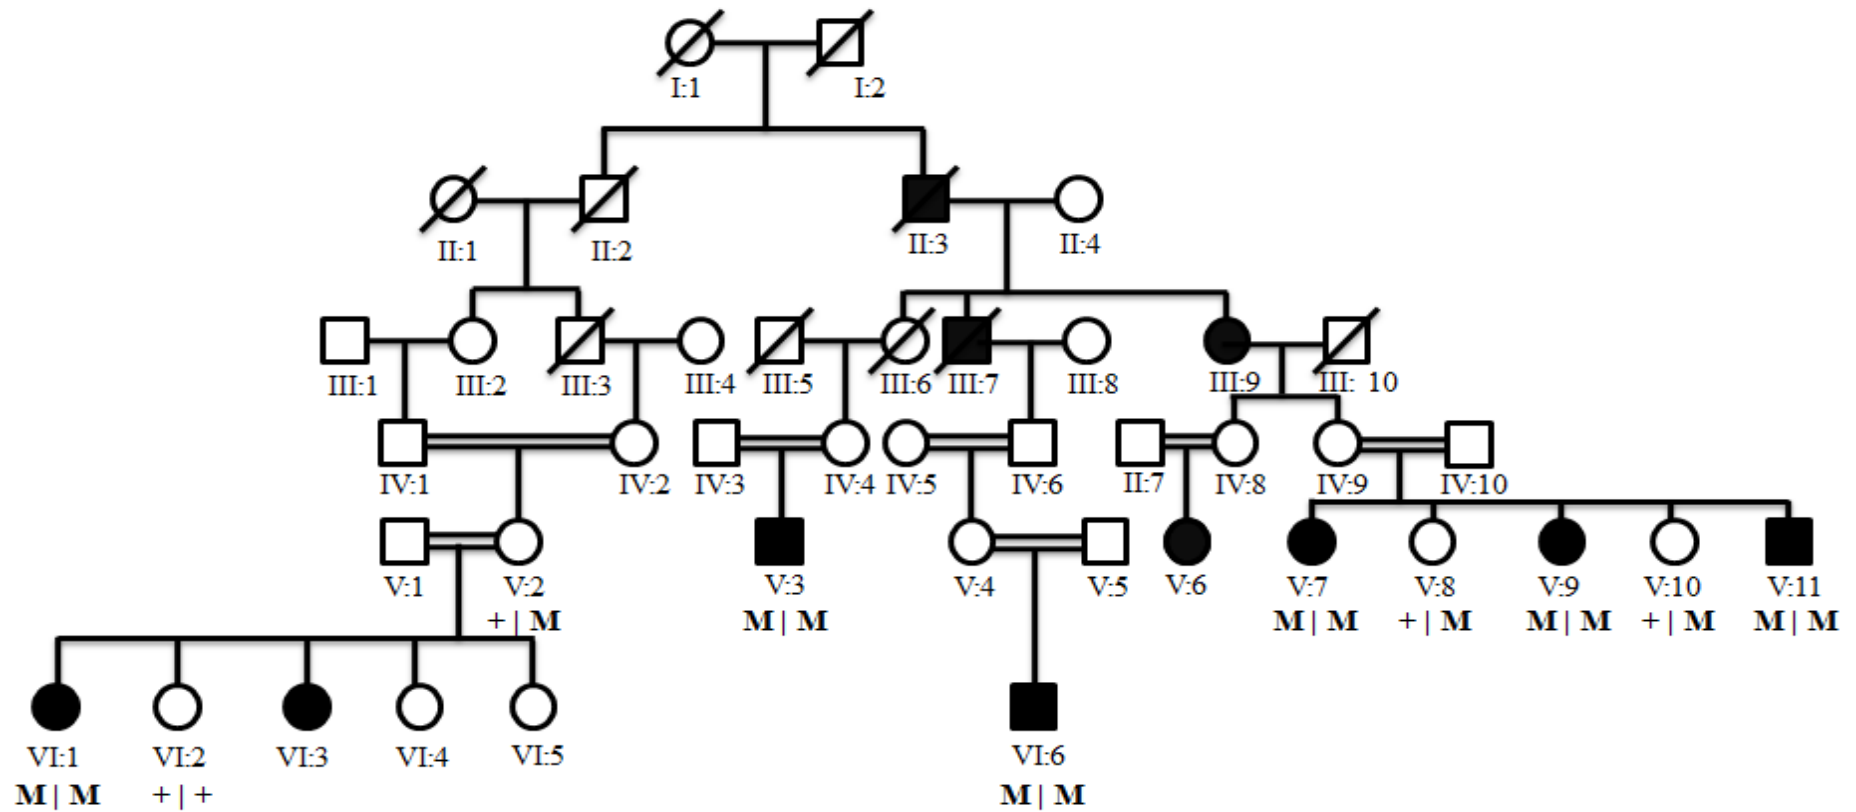 I:1 I:2
II:1 II:2 II:3 II:4
III:1 III:2 III:3 III:4 III:5 III:6 III:7 III:8 III:9 III: 10
IV:1 IV:2 IV:3 IV:4 IV:5 IV:6 II:7 IV:8 IV:9 IV:10
V:1 V:2 V:3 V:4 V:5 V:6 V:7 V:8 V:9 V:10 V:11
+ | M M | M M | M + | M M | M + | M M | M
VI:1 VI:2 VI:3 VI:4 VI:5 VI:6
M | M + | + M | M